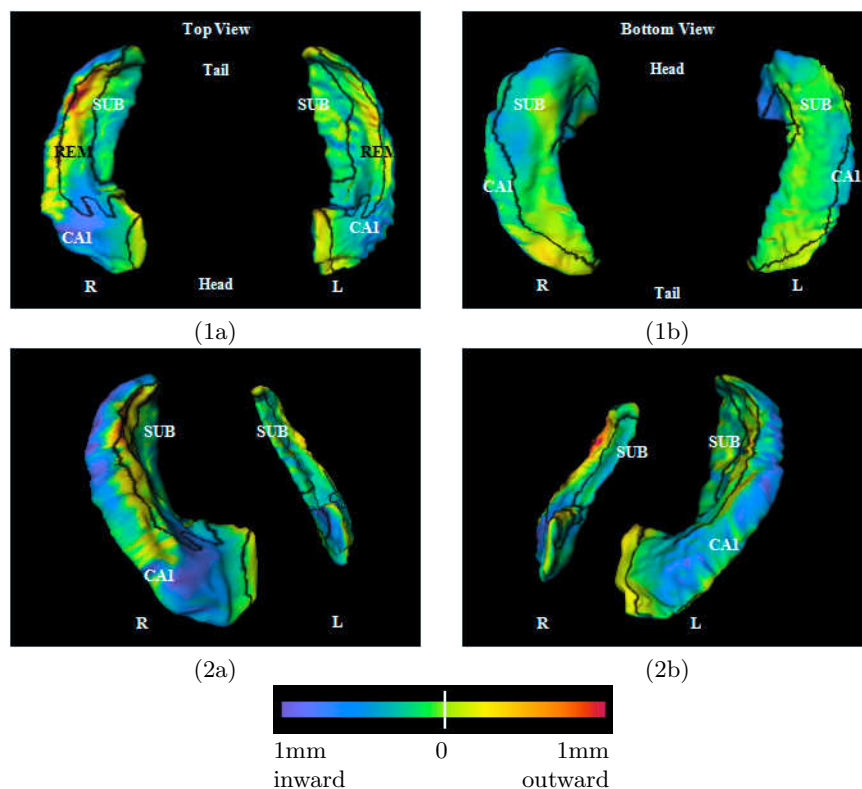 Top View
Tail
SUB SUB
REM REM
CA1 CA1
Head
R L
(1a)
Bottom View
Head
SUB SUB
CA1 CA1
R L
Tail
(1b)
SUB SUB
CA1
R L
(2a)
SUB SUB
CA1
R L
(2b)
1mm 0 1mm
inward outward